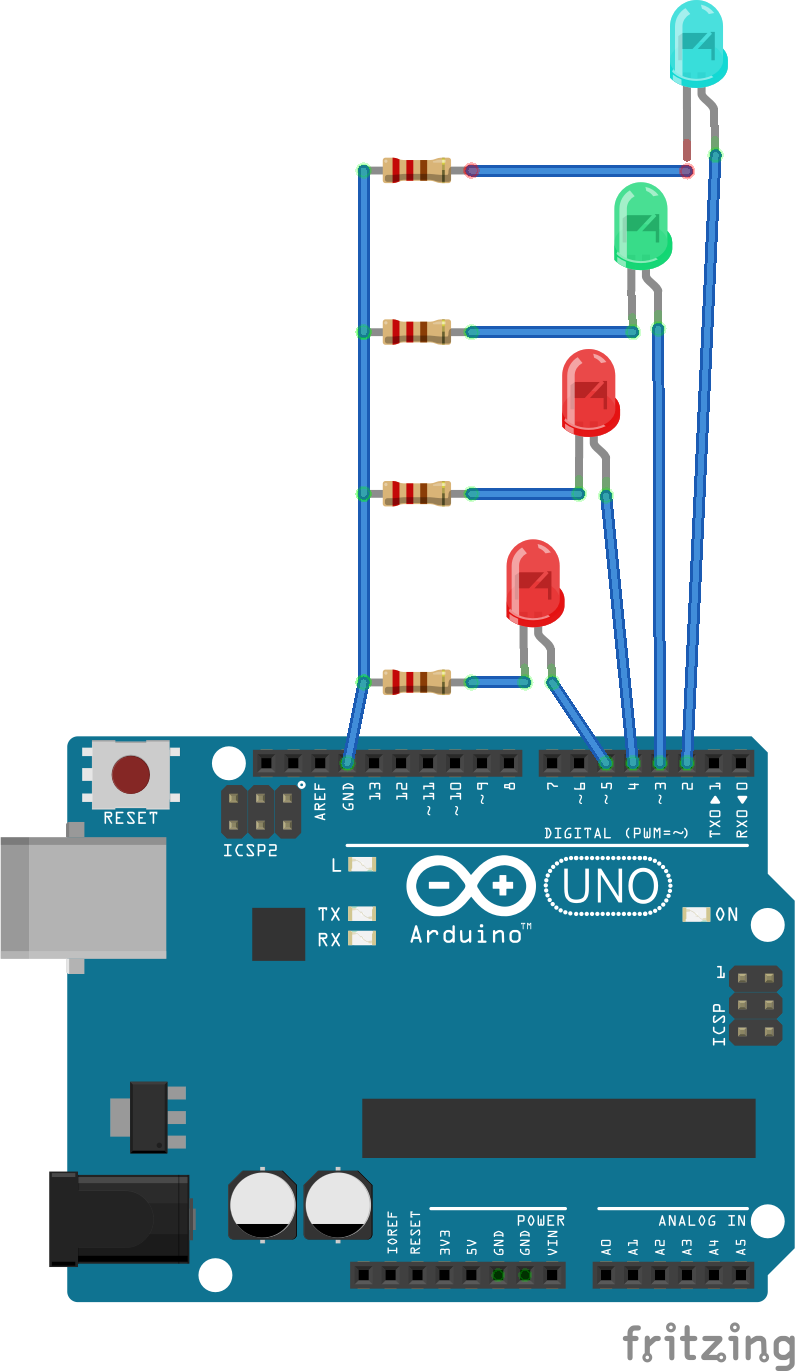 RESET
ICSP2
AREF
GND
13
12
~11
~10
~9
8
7
~6
~5
4
~3
2
TX0▶1
RX0◀0
DIGITAL (PWM=~)
L
TX
RX
UNO
Arduino™
ON
1
ICSP
IOREF
RESET
3V3
5V
GND
GND
VIN
POWER
ANALOG IN
A0
A1
A2
A3
A4
A5
fritzing